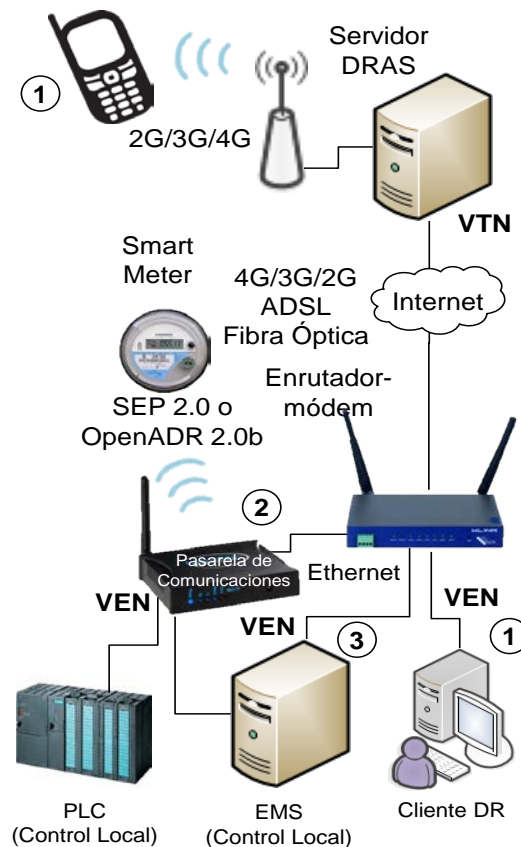 Servidor
DRAS
1
2G/3G/4G
VTN
Smart
Meter
4G/3G/2G
ADSL
Fibra Óptica
Internet
Enrutador-
módem
SEP 2.0 o
OpenADR 2.0b
2
Pasarela de
Comunicaciones
Ethernet
VEN
VEN
3
VEN
1
PLC
(Control Local)
EMS
(Control Local)
Cliente DR